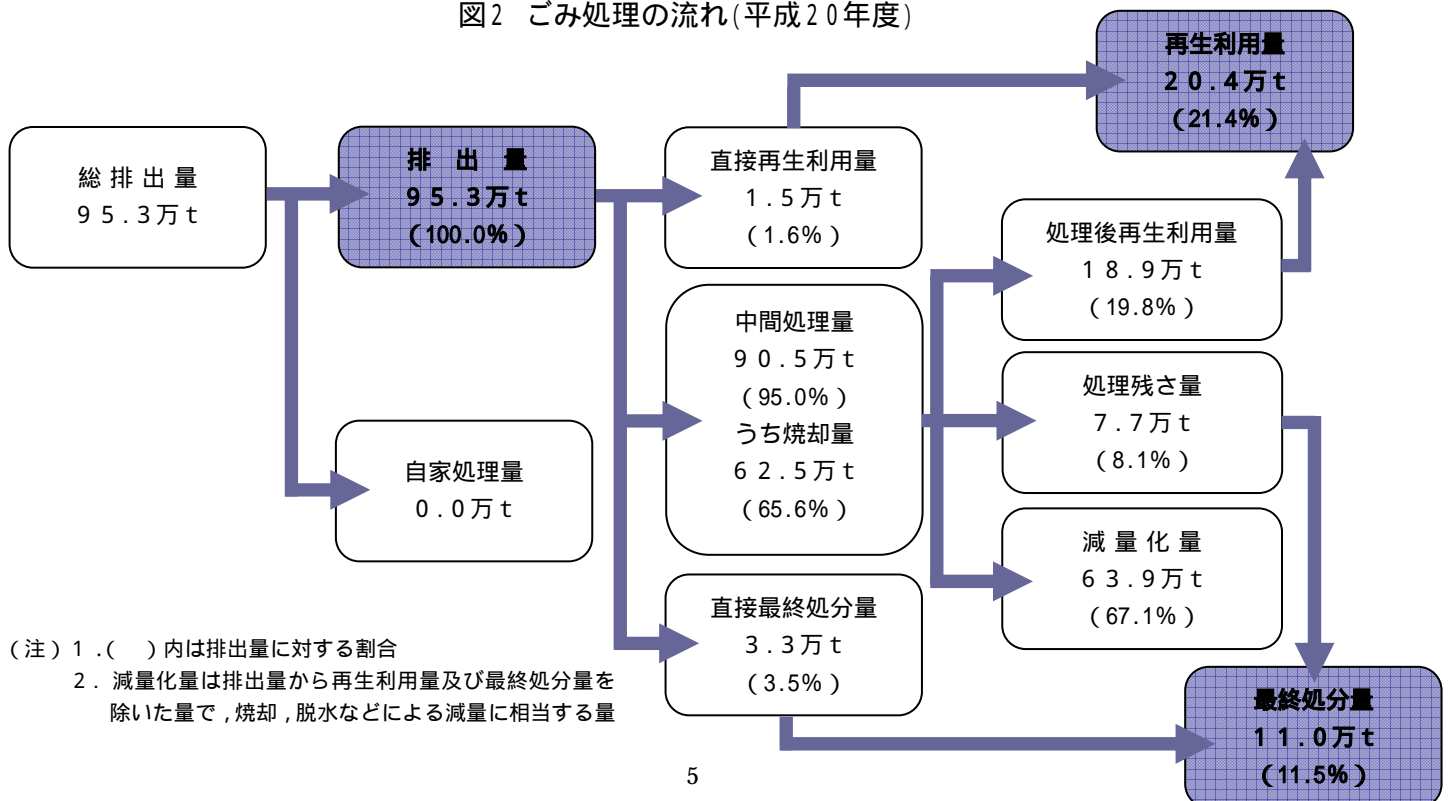 図2 ごみ処理の流れ(平成20年度)
総排出量
95.3万t
排出量
95.3万t
(100.0%)
自家処理量
0.0万t
直接再生利用量
1.5万t
(1.6%)
中間処理量
90.5万t
(95.0%)
うち焼却量
62.5万t
(65.6%)
直接最終処分量
3.3万t
(3.5%)
再生利用量
20.4万t
(21.4%)
処理後再生利用量
18.9万t
(19.8%)
処理残さ量
7.7万t
(8.1%)
減量化量
63.9万t
(67.1%)
最終処分量
11.0万t
(11.5%)
(注)1.( )内は排出量に対する割合
2.減量化量は排出量から再生利用量及び最終処分量を
除いた量で,焼却,脱水などによる減量に相当する量
5